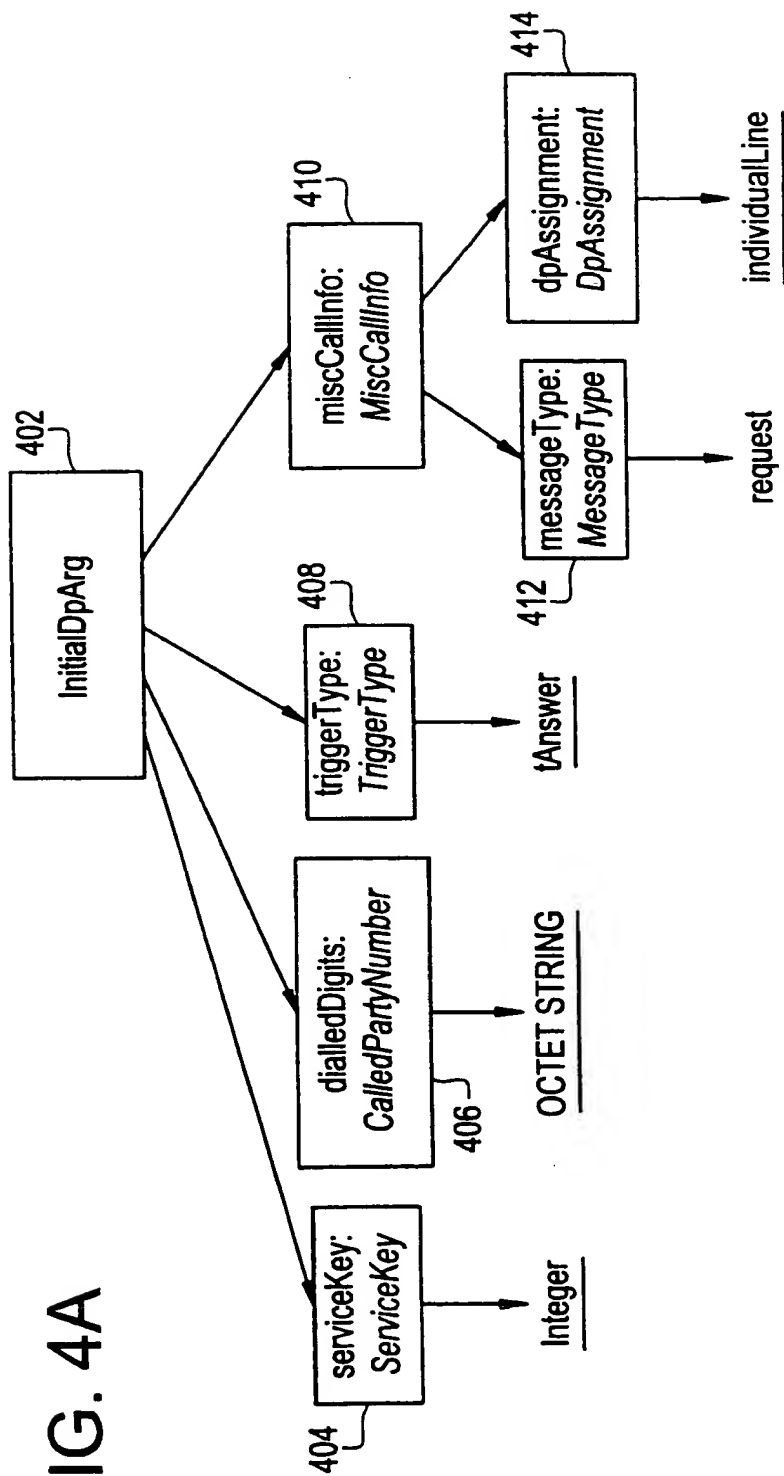 IG. 4A
402
InitialDpArg
404
serviceKey:
ServiceKey
Integer
406
dialledDigits:
CalledPartyNumber
OCTET STRING
408
triggerType:
TriggerType
tAnswer
410
miscCallInfo:
MiscCallInfo
412
messageType:
MessageType
request
414
dpAssignment:
DpAssignment
individualLine